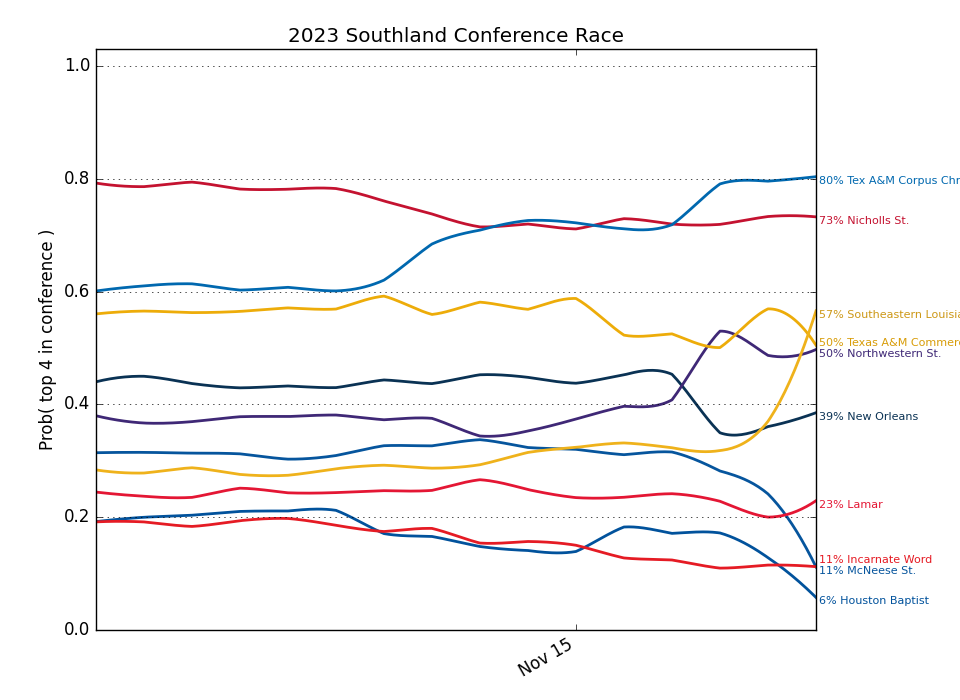 2023 Southland Conference Race
Prob( top 4 in conference )
1.0
0.8
0.6
0.4
0.2
0.0
Nov 15
80% Tex A&M Corpus Chr
73% Nicholls St.
57% Southeastern Louisia
50% Texas A&M Commerc
50% Northwestern St.
39% New Orleans
23% Lamar
11% Incarnate Word
11% McNeese St.
6% Houston Baptist